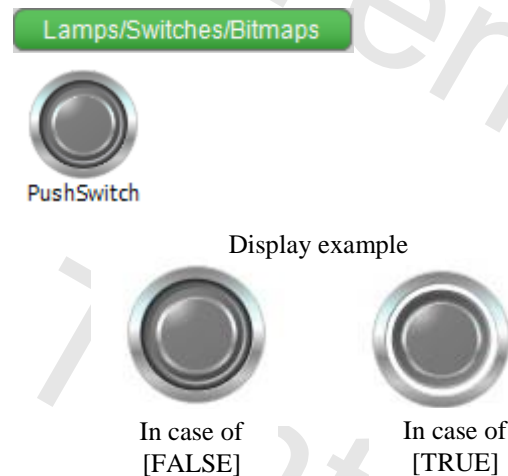 Lamps/Switches/Bitmaps
PushSwitch
Display example
In case of
[FALSE]
In case of
[TRUE]